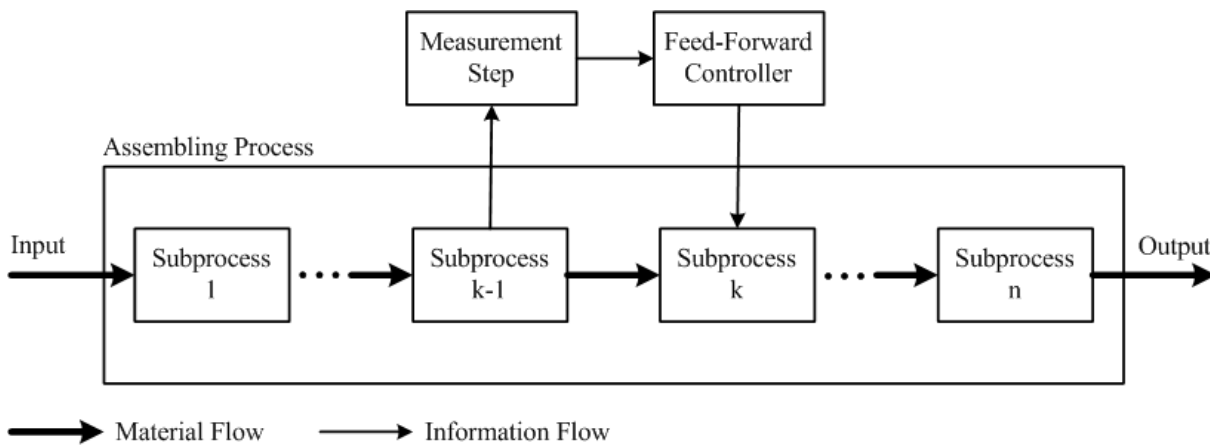 Measurement
Step
Feed-Forward
Controller
Assembling Process
Input
Subprocess
1
Subprocess
k-1
Subprocess
k
Subprocess
n
Output
Material Flow
Information Flow